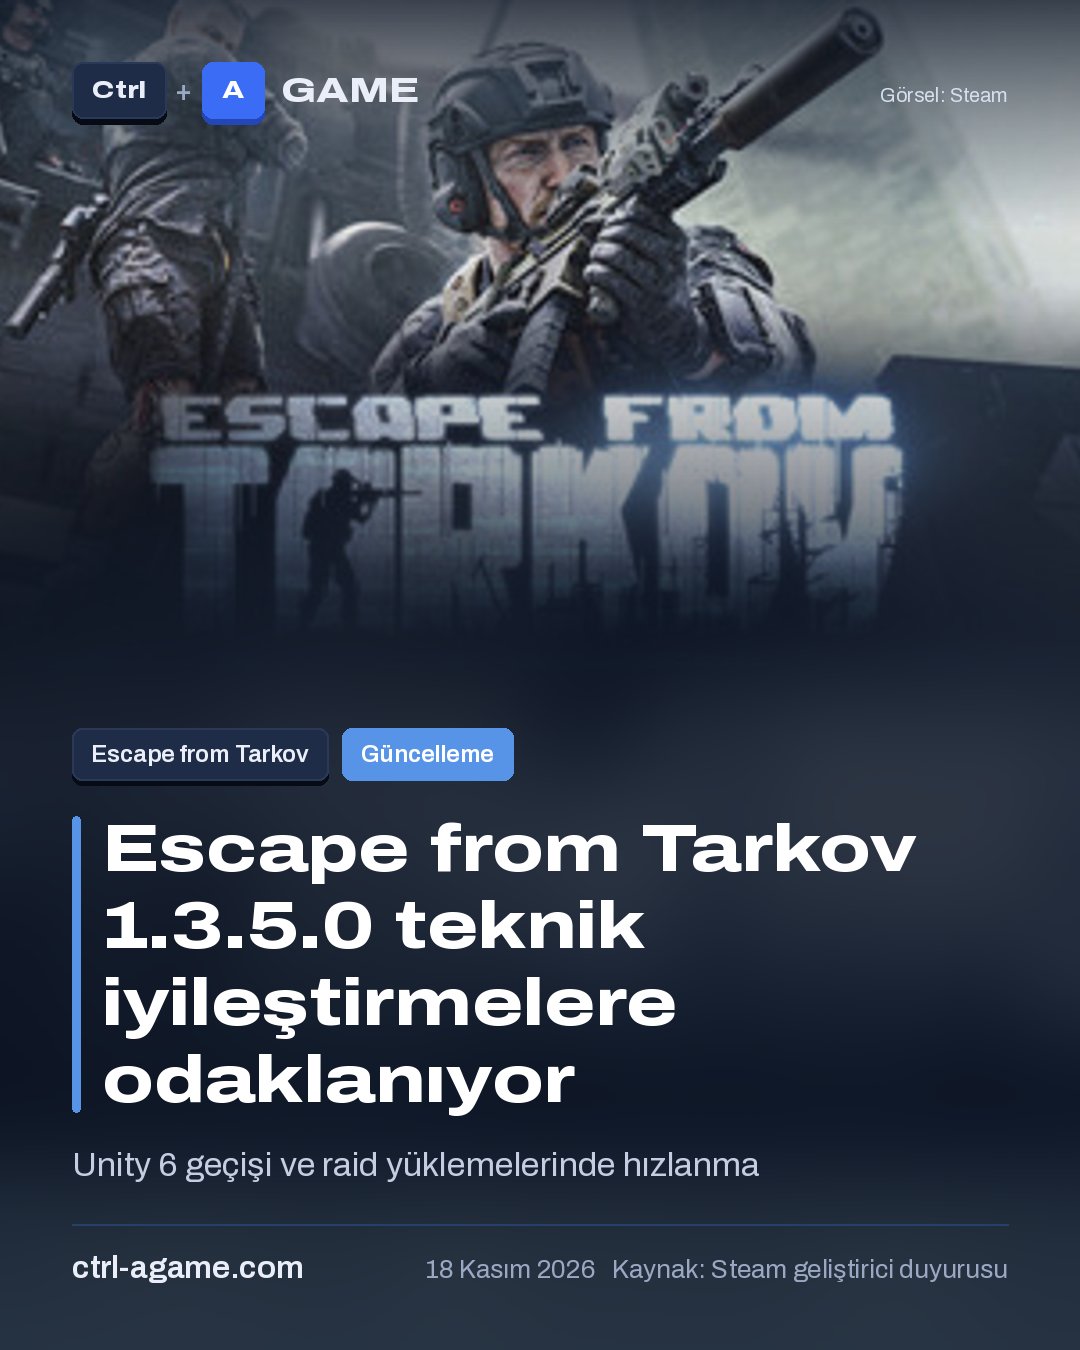 Ctrl + A GAME
Görsel: Steam
ESCAPE FROM
TARKOV
Escape from Tarkov
Güncelleme
Escape from Tarkov
1.3.5.0 teknik
iyileştirmelere
odaklanıyor
Unity 6 geçişi ve raid yüklemelerinde hızlanma
ctrl-agame.com
18 Kasım 2026 Kaynak: Steam geliştirici duyurusu